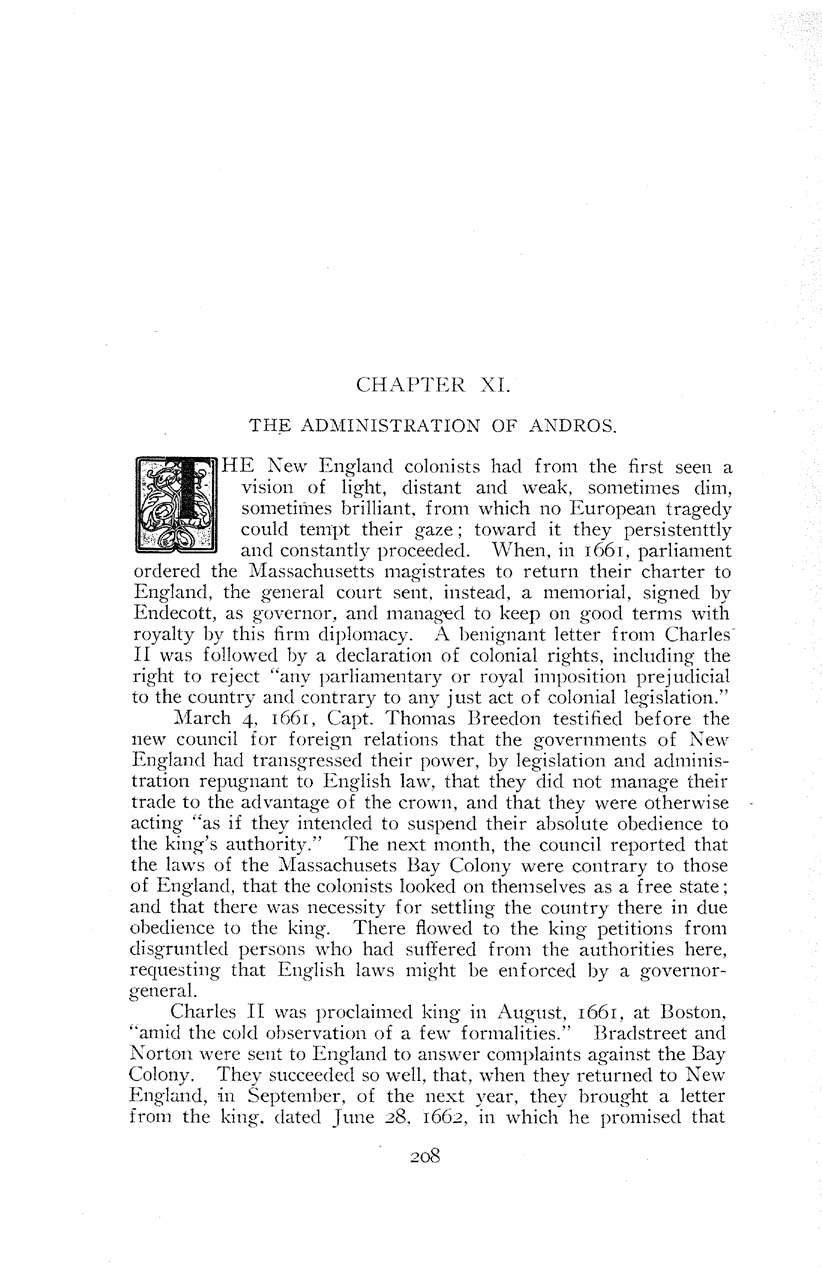 CHAPTER XI.
THE ADMINISTRATION OF ANDROS.
THE New England colonists had from the first seen a
vision of light, distant and weak, sometimes dim,
sometimes brilliant, from which no European tragedy
could tempt their gaze; toward it they persistenttly
and constantly proceeded. When, in 1661, parliament
ordered the Massachusetts magistrates to return their charter to
England, the general court sent, instead, a memorial, signed by
Endecott, as governor, and managed to keep on good terms with
royalty by this firm diplomacy. A benignant letter from Charles
II was followed by a declaration of colonial rights, including the
right to reject “any parliamentary or royal imposition prejudicial
to the country and contrary to any just act of colonial legislation.”
March 4, 1661, Capt. Thomas Breedon testified before the
new council for foreign relations that the governments of New
England had transgressed their power, by legislation and adminis-
tration repugnant to English law, that they did not manage their
trade to the advantage of the crown, and that they were otherwise
acting “as if they intended to suspend their absolute obedience to
the king’s authority.” The next month, the council reported that
the laws of the Massachusets Bay Colony were contrary to those
of England, that the colonists looked on themselves as a free state;
and that there was necessity for settling the country there in due
obedience to the king. There flowed to the king petitions from
disgruntled persons who had suffered from the authorities here,
requesting that English laws might be enforced by a governor-
general.
Charles II was proclaimed king in August, 1661, at Boston,
“amid the cold observation of a few formalities.” Bradstreet and
Norton were sent to England to answer complaints against the Bay
Colony. They succeeded so well, that, when they returned to New
England, in September, of the next year, they brought a letter
from the king, dated June 28, 1662, in which he promised that
208